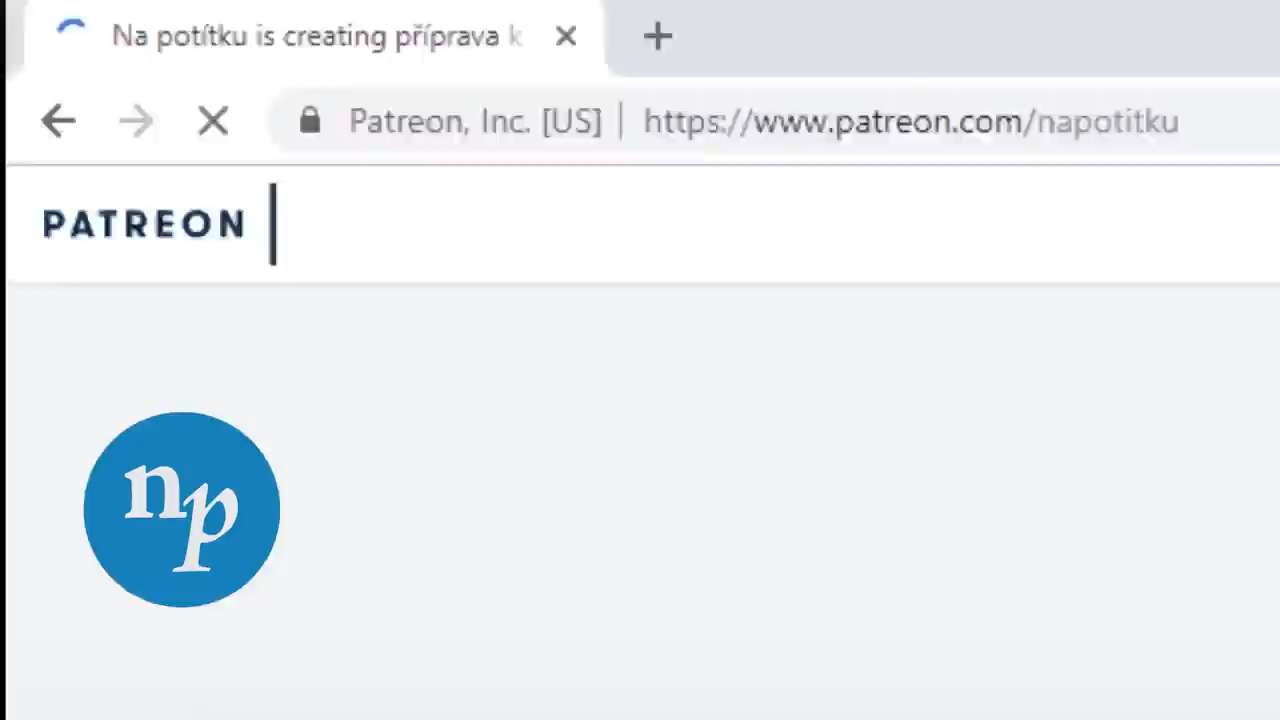 Na potítku is creating příprava k
Patreon, Inc. [US] | https://www.patreon.com/napotitku
PATREON
np